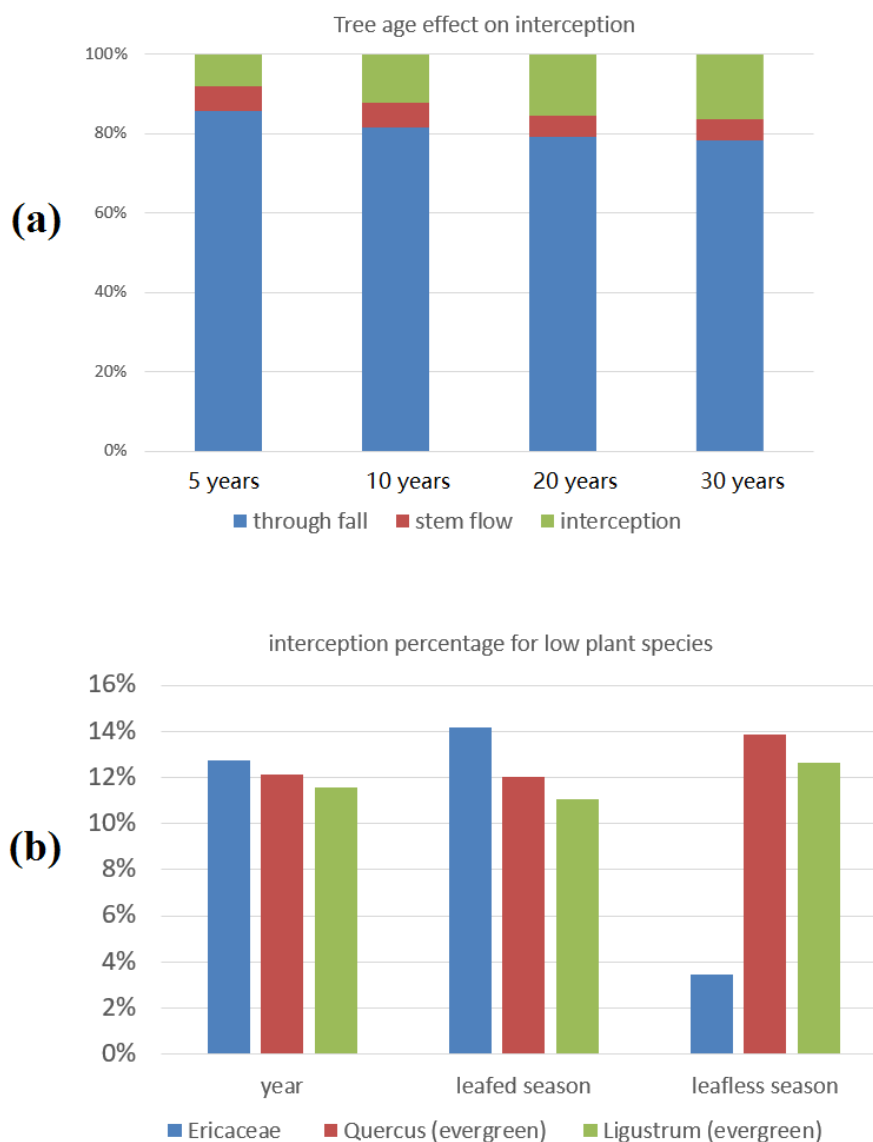 Tree age effect on interception
100%
80%
60%
40%
20%
0%
(a)
5 years 10 years 20 years 30 years
through fall stem flow interception
interception percentage for low plant species
16%
14%
12%
10%
8%
6%
4%
2%
0%
(b)
year leafed season leafless season
Ericaceae Quercus (evergreen) Ligustrum (evergreen)